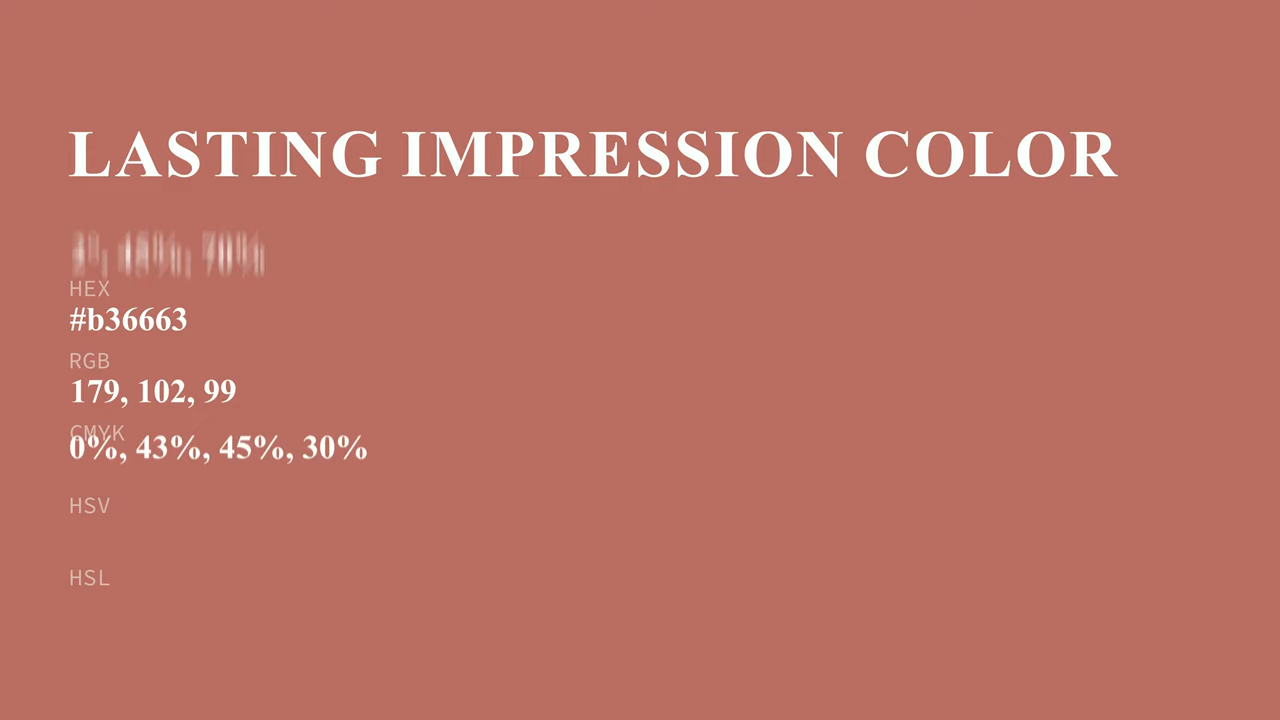 LASTING IMPRESSION COLOR
HEX
#b36663
RGB
179, 102, 99
CMYK
0%, 43%, 45%, 30%
HSV
HSL